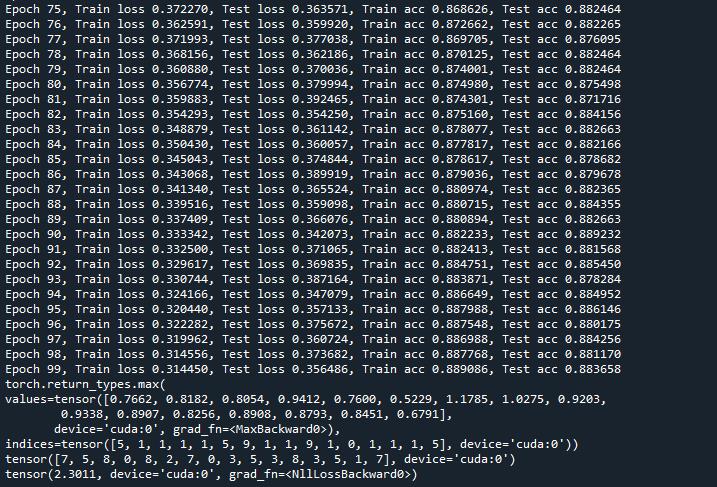 Epoch 75, Train loss 0.372270, Test loss 0.363571, Train acc 0.868626, Test acc 0.882464
Epoch 76, Train loss 0.362591, Test loss 0.359920, Train acc 0.872662, Test acc 0.882265
Epoch 77, Train loss 0.371993, Test loss 0.377038, Train acc 0.869705, Test acc 0.876095
Epoch 78, Train loss 0.368156, Test loss 0.362186, Train acc 0.870125, Test acc 0.882464
Epoch 79, Train loss 0.360880, Test loss 0.370036, Train acc 0.874001, Test acc 0.882464
Epoch 80, Train loss 0.356774, Test loss 0.379994, Train acc 0.874980, Test acc 0.875498
Epoch 81, Train loss 0.359883, Test loss 0.392465, Train acc 0.874301, Test acc 0.871716
Epoch 82, Train loss 0.354293, Test loss 0.354250, Train acc 0.875160, Test acc 0.884156
Epoch 83, Train loss 0.348879, Test loss 0.361142, Train acc 0.878077, Test acc 0.882663
Epoch 84, Train loss 0.350430, Test loss 0.360057, Train acc 0.877817, Test acc 0.882166
Epoch 85, Train loss 0.345043, Test loss 0.374844, Train acc 0.878617, Test acc 0.878682
Epoch 86, Train loss 0.343068, Test loss 0.389919, Train acc 0.879036, Test acc 0.879678
Epoch 87, Train loss 0.341340, Test loss 0.365524, Train acc 0.880974, Test acc 0.882365
Epoch 88, Train loss 0.339516, Test loss 0.359098, Train acc 0.880715, Test acc 0.884355
Epoch 89, Train loss 0.337409, Test loss 0.366076, Train acc 0.880894, Test acc 0.882663
Epoch 90, Train loss 0.333342, Test loss 0.342073, Train acc 0.882233, Test acc 0.889232
Epoch 91, Train loss 0.332500, Test loss 0.371065, Train acc 0.882413, Test acc 0.881568
Epoch 92, Train loss 0.329617, Test loss 0.369835, Train acc 0.884751, Test acc 0.885450
Epoch 93, Train loss 0.330744, Test loss 0.387164, Train acc 0.883871, Test acc 0.878284
Epoch 94, Train loss 0.324166, Test loss 0.347079, Train acc 0.886649, Test acc 0.884952
Epoch 95, Train loss 0.320440, Test loss 0.357133, Train acc 0.887988, Test acc 0.886146
Epoch 96, Train loss 0.322282, Test loss 0.375672, Train acc 0.887548, Test acc 0.880175
Epoch 97, Train loss 0.319962, Test loss 0.360724, Train acc 0.886988, Test acc 0.884256
Epoch 98, Train loss 0.314556, Test loss 0.373682, Train acc 0.887768, Test acc 0.881170
Epoch 99, Train loss 0.314450, Test loss 0.356486, Train acc 0.889086, Test acc 0.883658
torch.return_types.max(
values=tensor([0.7662, 0.8182, 0.8054, 0.9412, 0.7600, 0.5229, 1.1785, 1.0275, 0.9203,
0.9338, 0.8907, 0.8256, 0.8908, 0.8793, 0.8451, 0.6791],
device='cuda:0', grad_fn=<MaxBackward0>),
indices=tensor([5, 1, 1, 1, 1, 5, 9, 1, 1, 9, 1, 0, 1, 1, 1, 5], device='cuda:0'))
tensor([7, 5, 8, 0, 8, 2, 7, 0, 3, 5, 3, 8, 3, 5, 1, 7], device='cuda:0')
tensor(2.3011, device='cuda:0', grad_fn=<NllLossBackward0>)